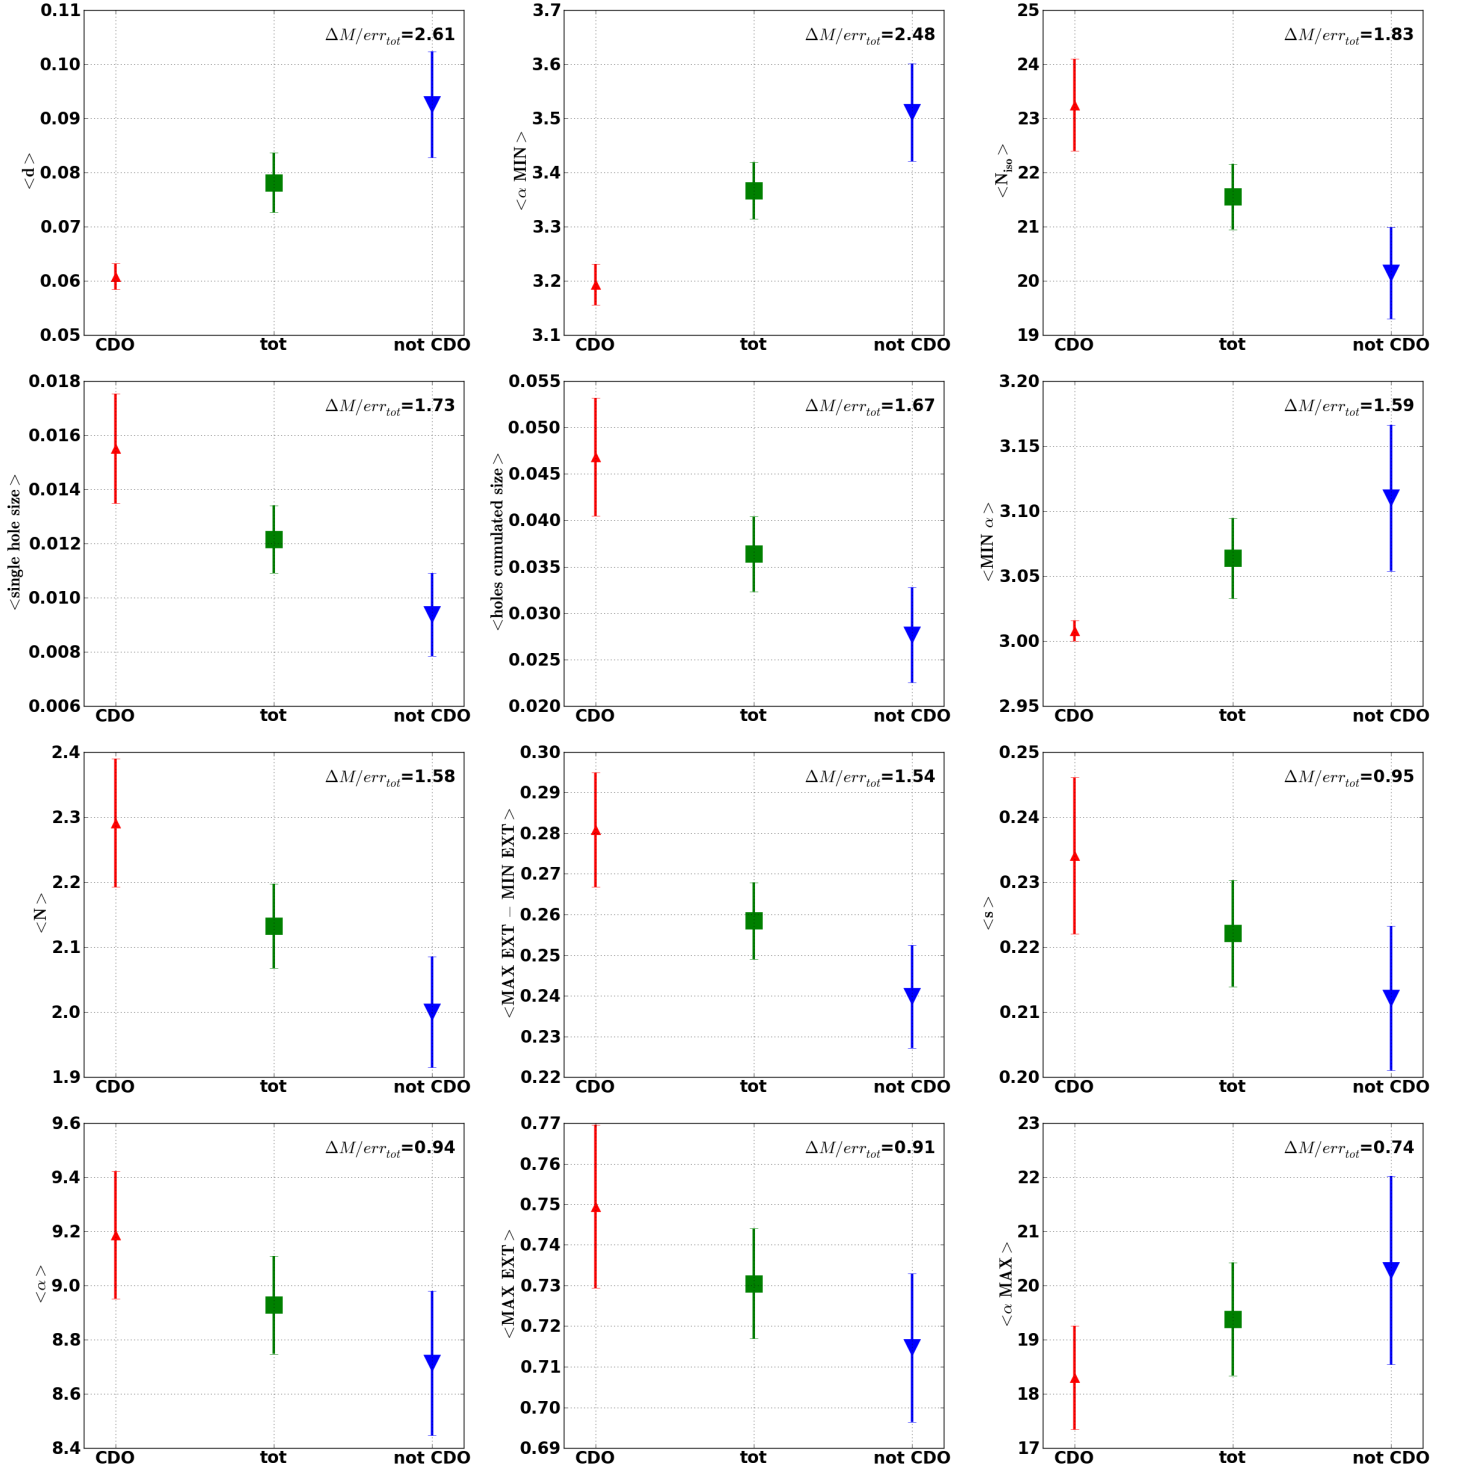 ΔM/err_tot=2.61
<d>
0.11
0.10
0.09
0.08
0.07
0.06
0.05
CDO tot not CDO
ΔM/err_tot=2.48
<α MIN>
3.7
3.6
3.5
3.4
3.3
3.2
3.1
CDO tot not CDO
ΔM/err_tot=1.83
<N_iso>
25
24
23
22
21
20
19
CDO tot not CDO
ΔM/err_tot=1.73
<single hole size>
0.018
0.016
0.014
0.012
0.010
0.008
0.006
CDO tot not CDO
ΔM/err_tot=1.67
<holes cumulated size>
0.055
0.050
0.045
0.040
0.035
0.030
0.025
0.020
CDO tot not CDO
ΔM/err_tot=1.59
<MIN α>
3.20
3.15
3.10
3.05
3.00
2.95
CDO tot not CDO
ΔM/err_tot=1.58
<N>
2.4
2.3
2.2
2.1
2.0
1.9
CDO tot not CDO
ΔM/err_tot=1.54
<MAX EXT − MIN EXT>
0.30
0.29
0.28
0.27
0.26
0.25
0.24
0.23
0.22
CDO tot not CDO
ΔM/err_tot=0.95
<s>
0.25
0.24
0.23
0.22
0.21
0.20
CDO tot not CDO
ΔM/err_tot=0.94
<α>
9.6
9.4
9.2
9.0
8.8
8.6
8.4
CDO tot not CDO
ΔM/err_tot=0.91
<MAX EXT>
0.77
0.76
0.75
0.74
0.73
0.72
0.71
0.70
0.69
CDO tot not CDO
ΔM/err_tot=0.74
<α MAX>
23
22
21
20
19
18
17
CDO tot not CDO